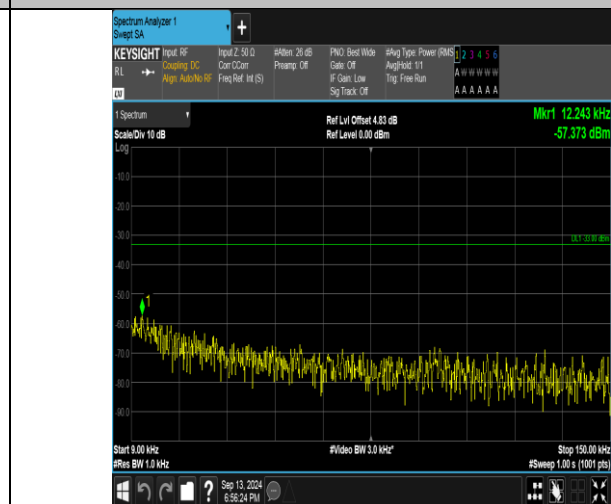 Spectrum Analyzer 1
Swept SA
+
KEYSIGHT Input: RF Input Z: 50 Ω #Atten: 26 dB PNO: Best Wide #Avg Type: Power (RMS 1 2 3 4 5 6
RL Coupling: DC Corr CCorr Preamp: Off Gate: Off Avg|Hold: 1/1 A W W W W W
Align: Auto/No RF Freq Ref: Int (S) IF Gain: Low Trig: Free Run
Sig Track: Off A A A A A A
1 Spectrum
Scale/Div 10 dB
Ref Lvl Offset 4.83 dB
Ref Level 0.00 dBm
Mkr1 12.243 kHz
-57.373 dBm
Log
-10.0
-20.0
-30.0
DL1 -33.00 dBm
-40.0
-50.0
1
-60.0
-70.0
-80.0
-90.0
Start 9.00 kHz #Video BW 3.0 kHz* Stop 150.00 kHz
#Res BW 1.0 kHz #Sweep 1.00 s (1001 pts)
? Sep 13, 2024
6:56:24 PM